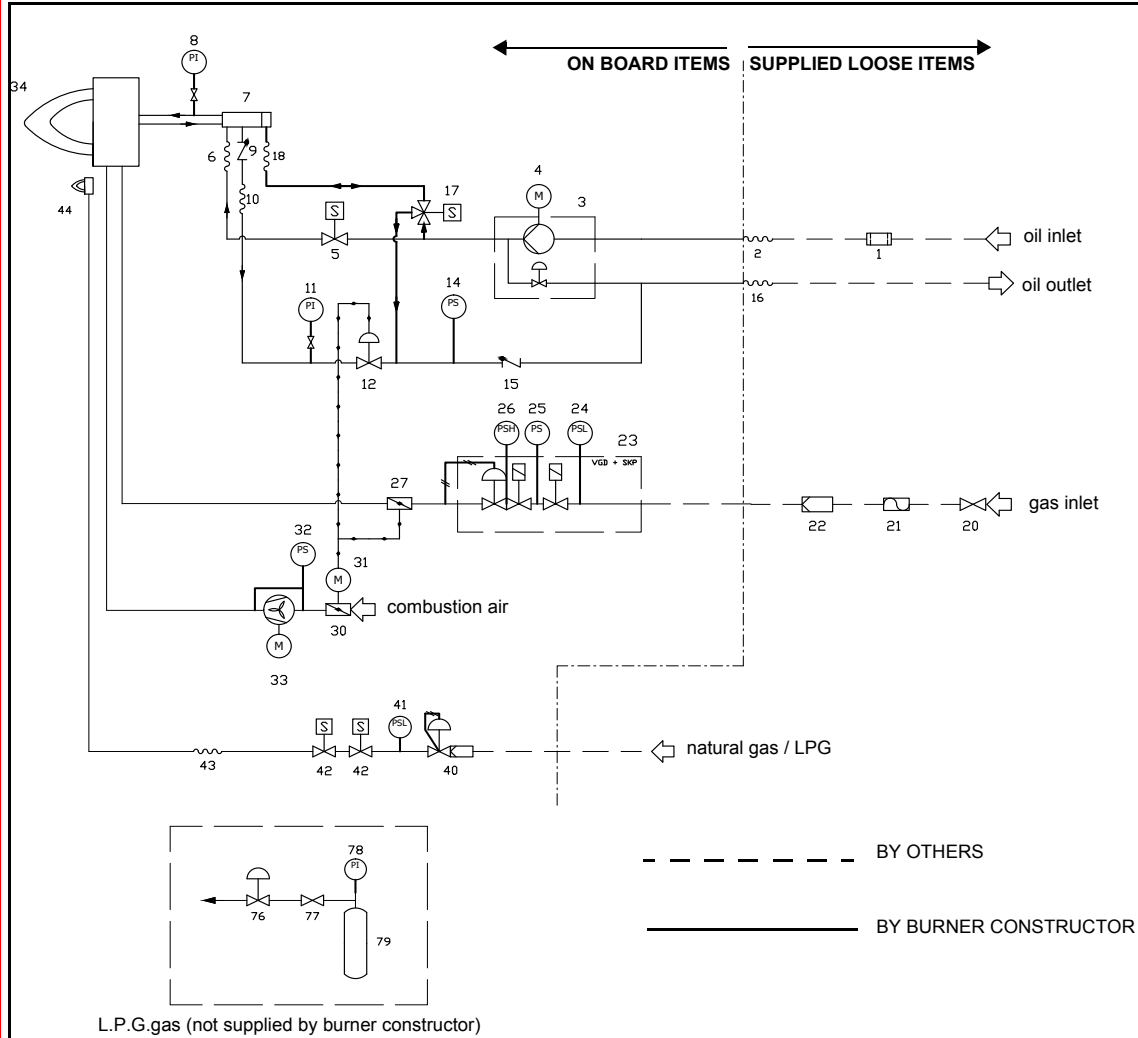 ON BOARD ITEMS
SUPPLIED LOOSE ITEMS
8
PI
34
7
6
9
18
10
4
M
3
17
S
S
5
oil inlet
2
1
oil outlet
16
11
PI
14
PS
12
15
26
25
24
PSH
PS
PSL
23
VGD + SKP
27
gas inlet
22
21
20
32
PS
31
M
combustion air
30
M
33
44
41
PSL
S
S
natural gas / LPG
43
42
42
40
78
PI
76
77
79
L.P.G.gas (not supplied by burner constructor)
BY OTHERS
BY BURNER CONSTRUCTOR